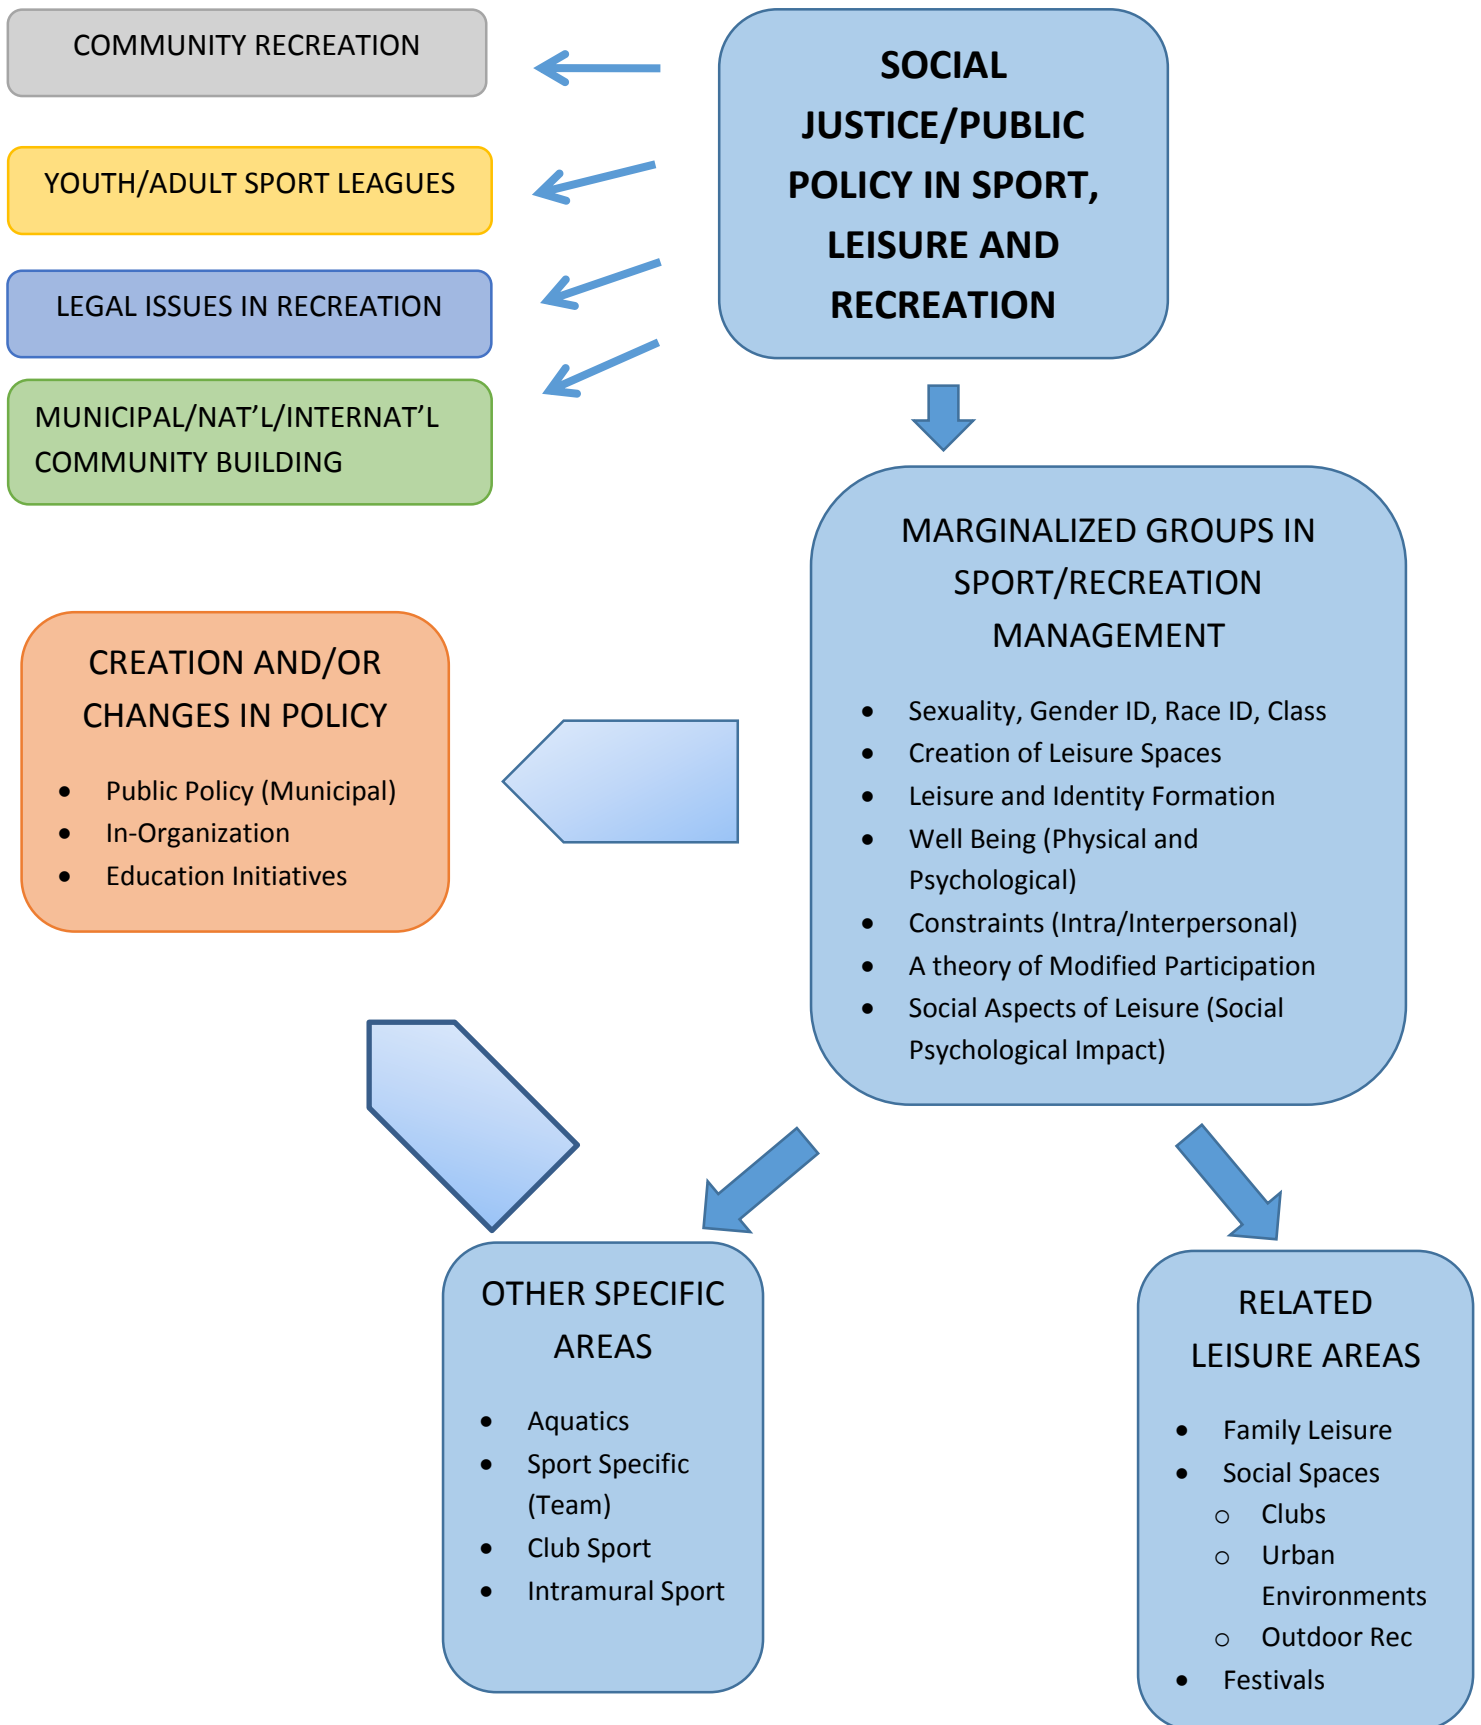 COMMUNITY RECREATION
YOUTH/ADULT SPORT LEAGUES
LEGAL ISSUES IN RECREATION
MUNICIPAL/NAT’L/INTERNAT’L
COMMUNITY BUILDING
SOCIAL
JUSTICE/PUBLIC
POLICY IN SPORT,
LEISURE AND
RECREATION
MARGINALIZED GROUPS IN
SPORT/RECREATION
MANAGEMENT
• Sexuality, Gender ID, Race ID, Class
• Creation of Leisure Spaces
• Leisure and Identity Formation
• Well Being (Physical and
Psychological)
• Constraints (Intra/Interpersonal)
• A theory of Modified Participation
• Social Aspects of Leisure (Social
Psychological Impact)
CREATION AND/OR
CHANGES IN POLICY
• Public Policy (Municipal)
• In-Organization
• Education Initiatives
OTHER SPECIFIC
AREAS
• Aquatics
• Sport Specific
(Team)
• Club Sport
• Intramural Sport
RELATED
LEISURE AREAS
• Family Leisure
• Social Spaces
o Clubs
o Urban
Environments
o Outdoor Rec
• Festivals